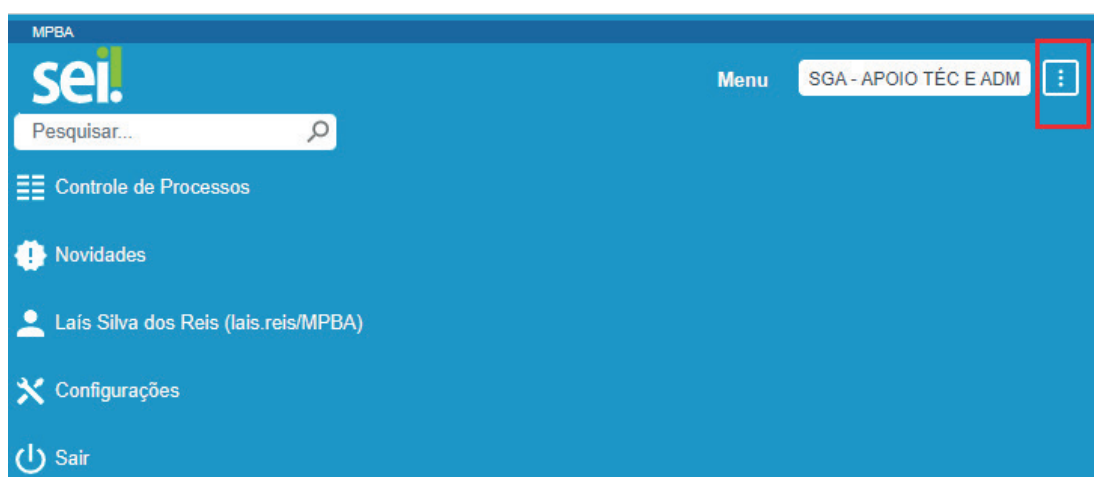 MPBA
sei!
Menu SGA - APOIO TÉC E ADM
Pesquisar...
Controle de Processos
Novidades
Laís Silva dos Reis (lais.reis/MPBA)
Configurações
Sair